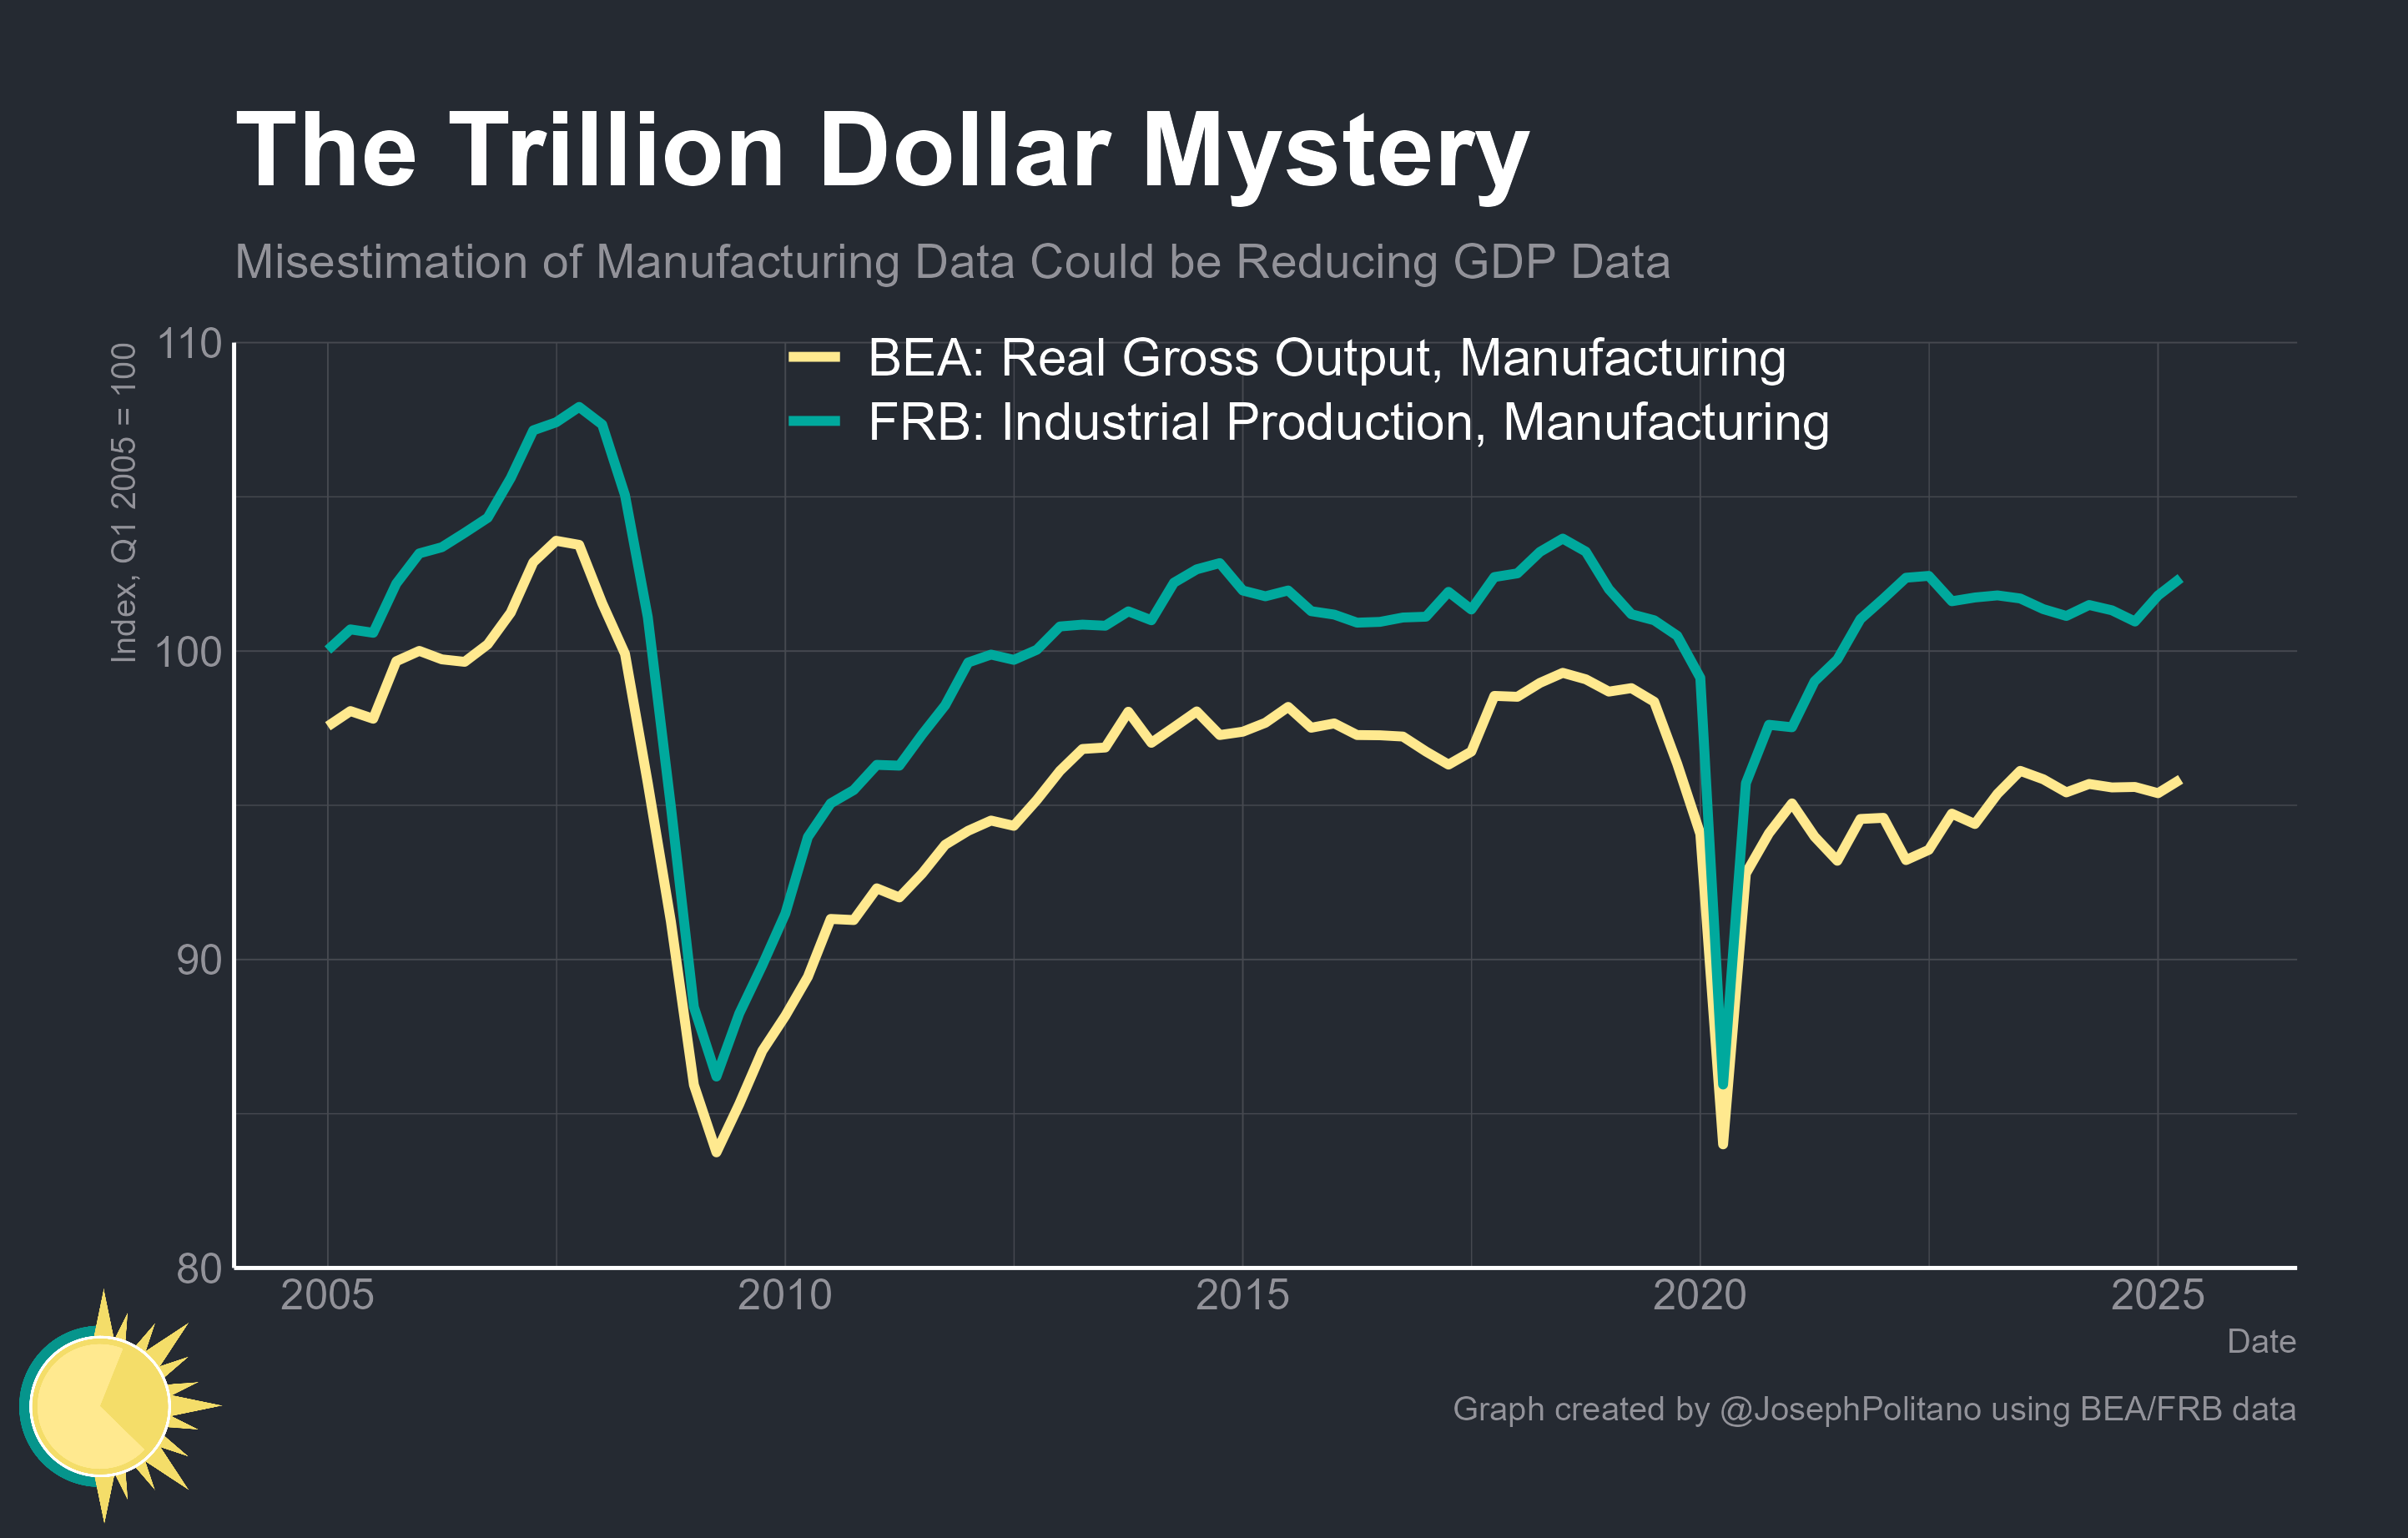 The Trillion Dollar Mystery
Misestimation of Manufacturing Data Could be Reducing GDP Data
Index, Q1 2005 = 100
BEA: Real Gross Output, Manufacturing
FRB: Industrial Production, Manufacturing
110
100
90
80
2005 2010 2015 2020 2025
Date
Graph created by @JosephPolitano using BEA/FRB data